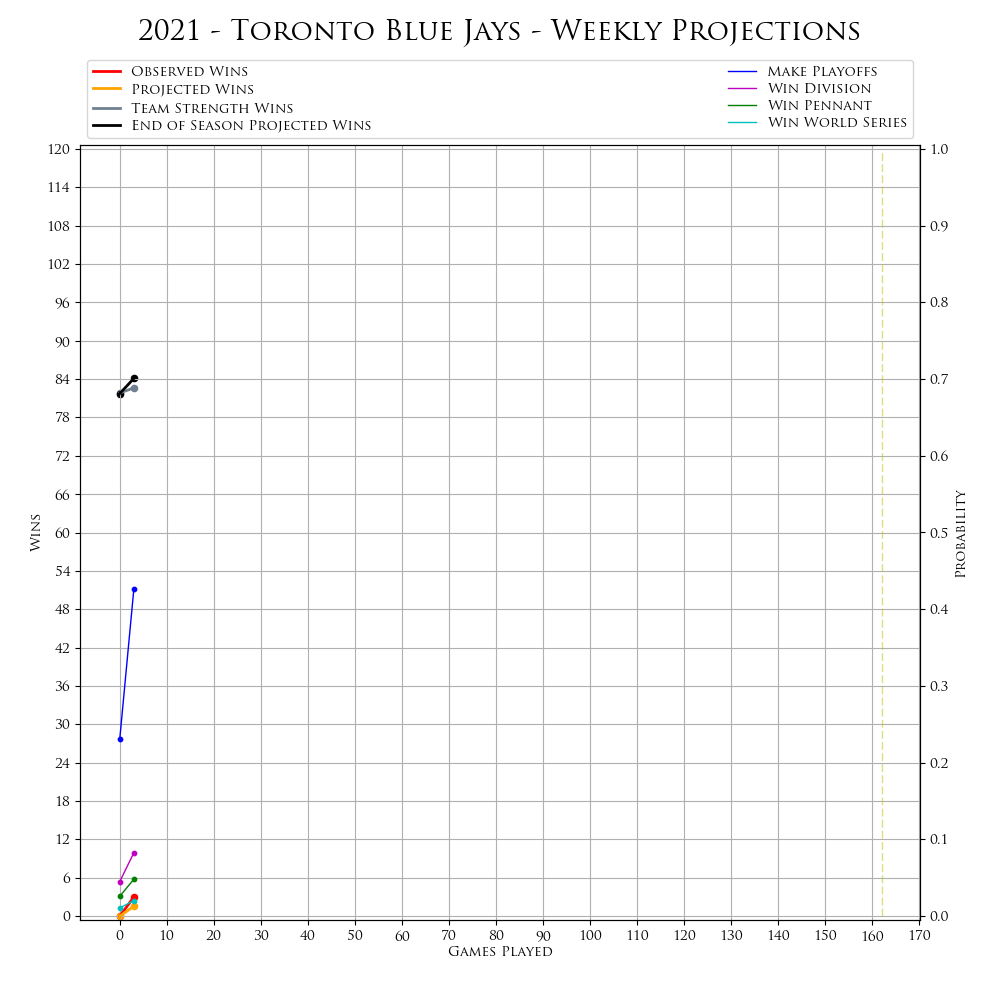 2021 - Toronto Blue Jays - Weekly Projections
Observed Wins
Projected Wins
Team Strength Wins
End of Season Projected Wins
Make Playoffs
Win Division
Win Pennant
Win World Series
120
114
108
102
96
90
84
78
72
66
60
54
48
42
36
30
24
18
12
6
0
Wins
1.0
0.9
0.8
0.7
0.6
0.5
0.4
0.3
0.2
0.1
0.0
Probability
0 10 20 30 40 50 60 70 80 90 100 110 120 130 140 150 160 170
Games Played